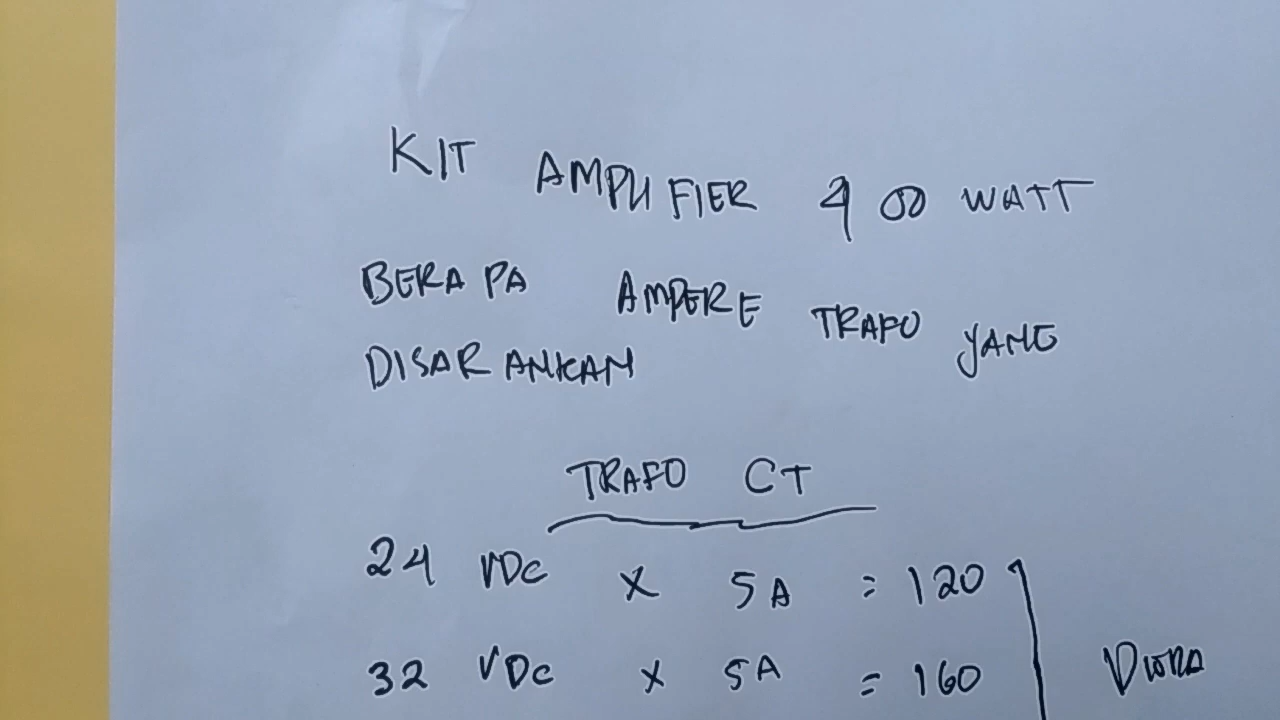 KIT AMPLIFIER 400 WATT
BERAPA AMPERE TRAFO YANG
DISARANKAN
TRAFO CT
24 VDC X 5A = 120
32 VDC X 5A = 160